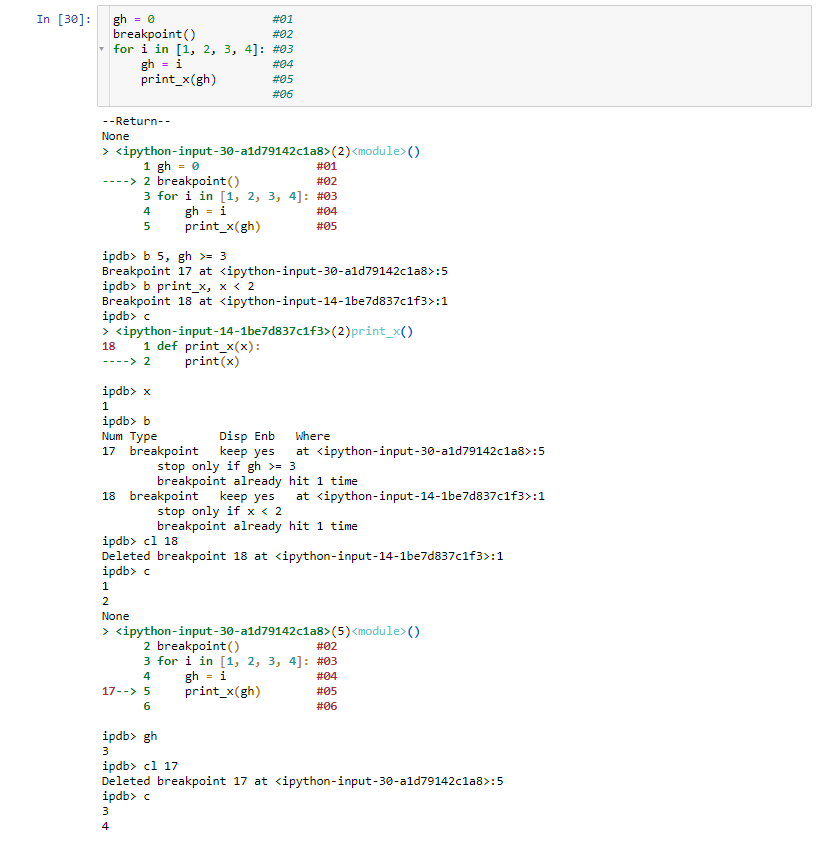 In [30]: gh = 0 #01
breakpoint() #02
for i in [1, 2, 3, 4]: #03
gh = i #04
print_x(gh) #05
#06
--Return--
None
> <ipython-input-30-a1d79142c1a8>(2)<module>()
1 gh = 0 #01
----> 2 breakpoint() #02
3 for i in [1, 2, 3, 4]: #03
4 gh = i #04
5 print_x(gh) #05
ipdb> b 5, gh >= 3
Breakpoint 17 at <ipython-input-30-a1d79142c1a8>:5
ipdb> b print_x, x < 2
Breakpoint 18 at <ipython-input-14-1be7d837c1f3>:1
ipdb> c
> <ipython-input-14-1be7d837c1f3>(2)print_x()
18 1 def print_x(x):
----> 2 print(x)
ipdb> x
1
ipdb> b
Num Type Disp Enb Where
17 breakpoint keep yes at <ipython-input-30-a1d79142c1a8>:5
stop only if gh >= 3
breakpoint already hit 1 time
18 breakpoint keep yes at <ipython-input-14-1be7d837c1f3>:1
stop only if x < 2
breakpoint already hit 1 time
ipdb> cl 18
Deleted breakpoint 18 at <ipython-input-14-1be7d837c1f3>:1
ipdb> c
1
2
None
> <ipython-input-30-a1d79142c1a8>(5)<module>()
2 breakpoint() #02
3 for i in [1, 2, 3, 4]: #03
4 gh = i #04
17--> 5 print_x(gh) #05
6 #06
ipdb> gh
3
ipdb> cl 17
Deleted breakpoint 17 at <ipython-input-30-a1d79142c1a8>:5
ipdb> c
3
4